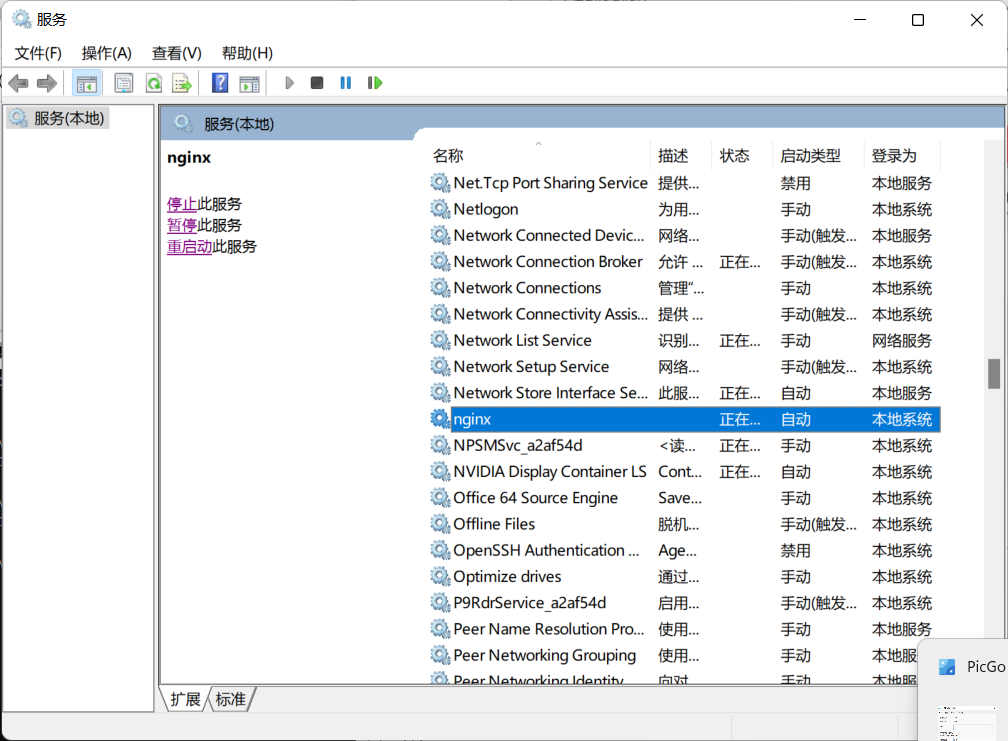 服务
文件(F) 操作(A) 查看(V) 帮助(H)
服务(本地)
服务(本地)
nginx
停止此服务
暂停此服务
重启动此服务
名称 描述 状态 启动类型 登录为
Net.Tcp Port Sharing Service 提供... 禁用 本地服务
Netlogon 为用... 手动 本地系统
Network Connected Devic... 网络... 手动(触发... 本地服务
Network Connection Broker 允许 ... 正在... 手动(触发... 本地系统
Network Connections 管理“... 手动 本地系统
Network Connectivity Assis... 提供 ... 手动(触发... 本地系统
Network List Service 识别... 正在... 手动 网络服务
Network Setup Service 网络... 手动(触发... 本地系统
Network Store Interface Se... 此服... 正在... 自动 本地服务
nginx 正在... 自动 本地系统
NPSMSvc_a2af54d <读... 正在... 手动 本地系统
NVIDIA Display Container LS Cont... 正在... 自动 本地系统
Office 64 Source Engine Save... 手动 本地系统
Offline Files 脱机... 手动(触发... 本地系统
OpenSSH Authentication ... Age... 禁用 本地系统
Optimize drives 通过... 手动 本地系统
P9RdrService_a2af54d 启用... 手动(触发... 本地系统
Peer Name Resolution Pro... 使用... 手动 本地服务
Peer Networking Grouping 使用... 手动 本地服
Peer Networking Identity 向对... 手动 本地服
PicGo
扩展 标准